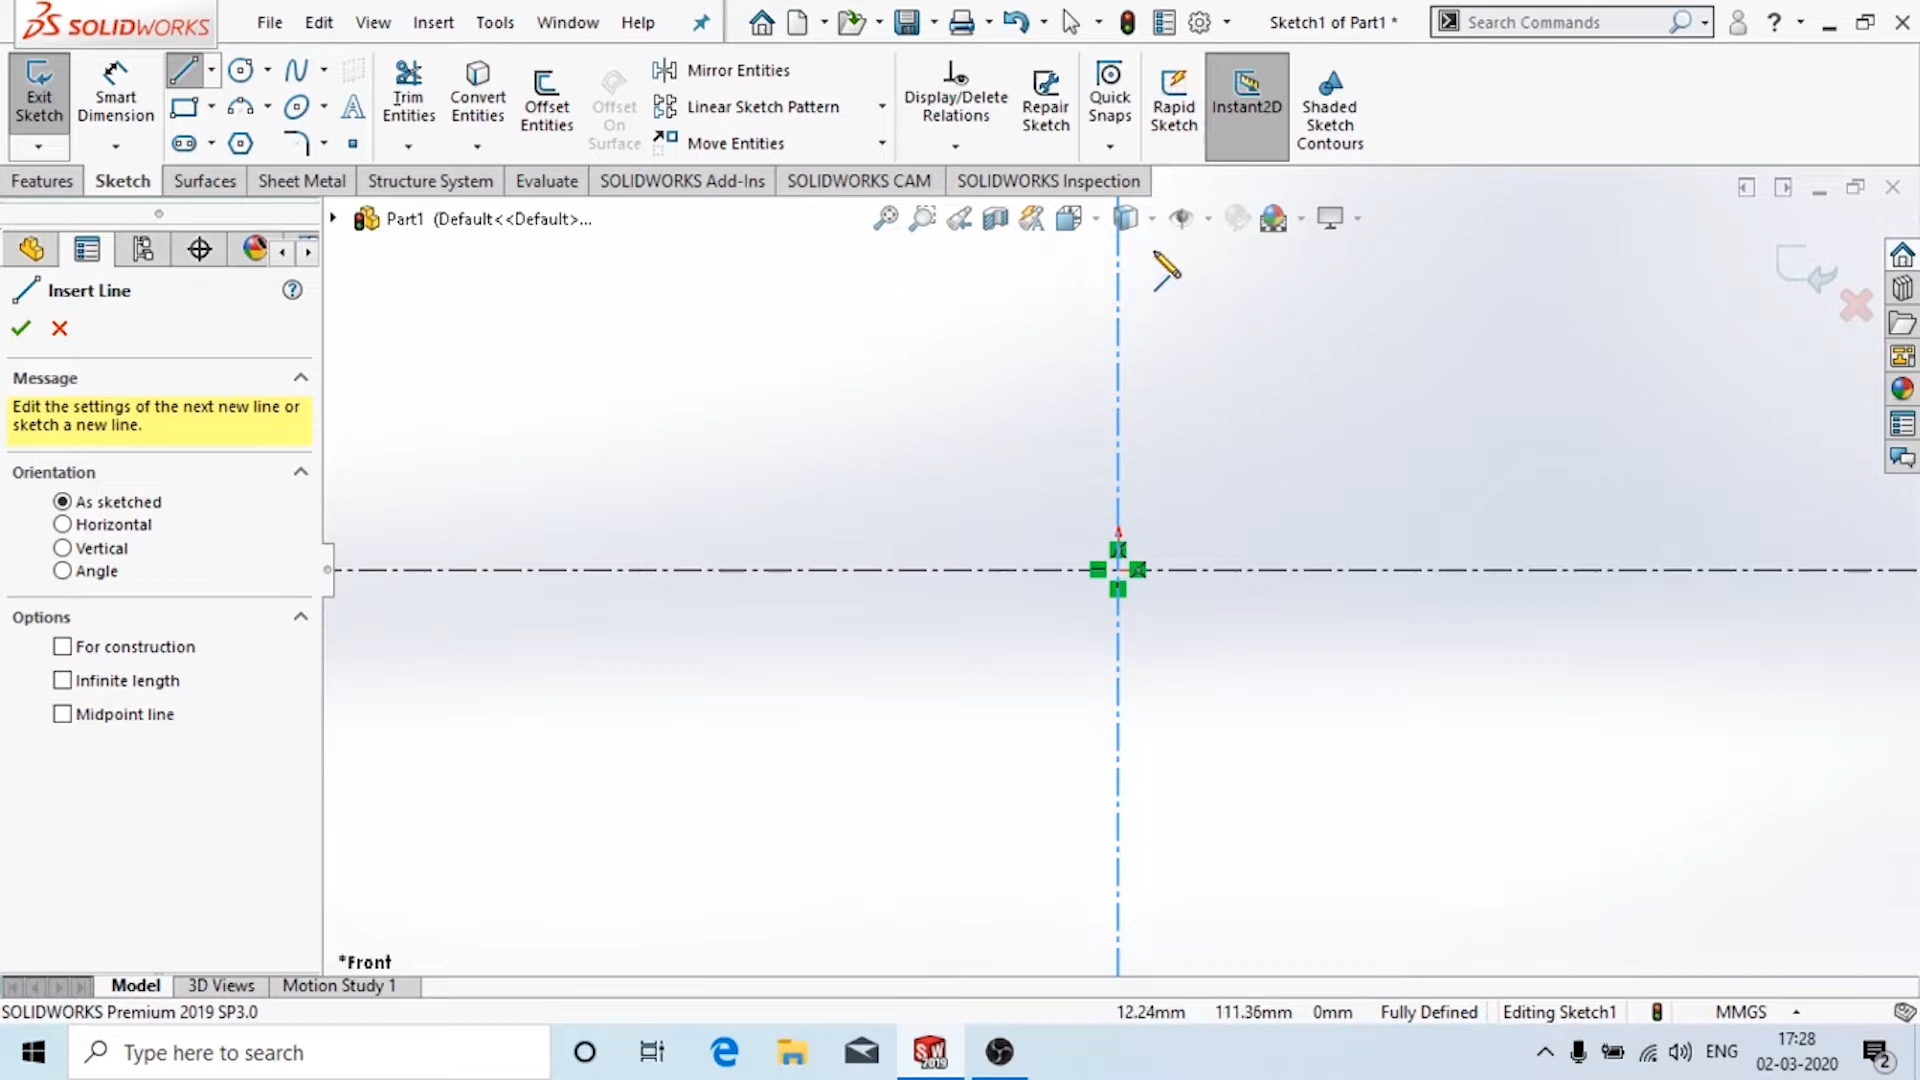 SOLIDWORKS
File Edit View Insert Tools Window Help
Sketch1 of Part1 *
Search Commands
?
Exit Sketch
Smart Dimension
Trim Entities
Convert Entities
Offset Entities
Offset On Surface
Mirror Entities
Linear Sketch Pattern
Move Entities
Display/Delete Relations
Repair Sketch
Quick Snaps
Rapid Sketch
Instant2D
Shaded Sketch Contours
Features Sketch Surfaces Sheet Metal Structure System Evaluate SOLIDWORKS Add-Ins SOLIDWORKS CAM SOLIDWORKS Inspection
Part1 (Default<<Default>...
Insert Line
?
Message
Edit the settings of the next new line or
sketch a new line.
Orientation
As sketched
Horizontal
Vertical
Angle
Options
For construction
Infinite length
Midpoint line
*Front
Model 3D Views Motion Study 1
SOLIDWORKS Premium 2019 SP3.0
12.24mm 111.36mm 0mm Fully Defined Editing Sketch1 MMGS
Type here to search
SW
2019
ENG
17:28
02-03-2020
2